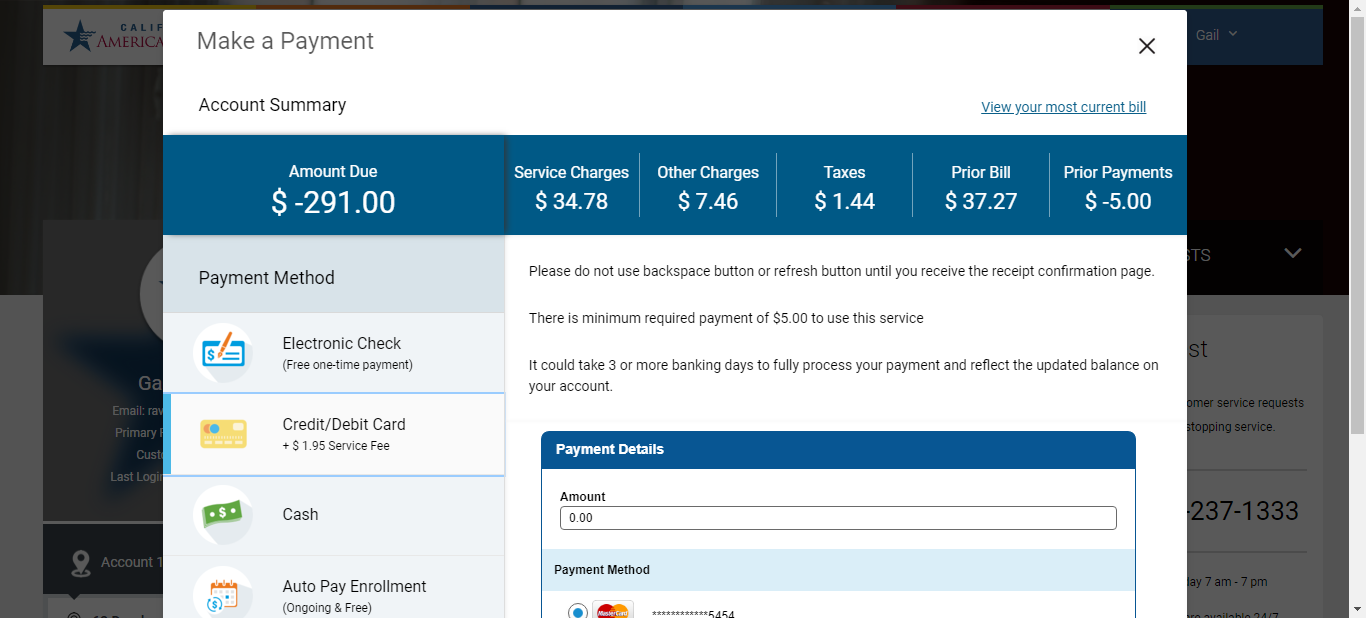 CALIF
AMERICA
Gail
Make a Payment
Account Summary
View your most current bill
Amount Due
$ -291.00
Service Charges
$ 34.78
Other Charges
$ 7.46
Taxes
$ 1.44
Prior Bill
$ 37.27
Prior Payments
$ -5.00
STS
Payment Method
Electronic Check
(Free one-time payment)
Credit/Debit Card
+ $ 1.95 Service Fee
Cash
Auto Pay Enrollment
(Ongoing & Free)
Please do not use backspace button or refresh button until you receive the receipt confirmation page.
There is minimum required payment of $5.00 to use this service
It could take 3 or more banking days to fully process your payment and reflect the updated balance on
your account.
Payment Details
Amount
0.00
Payment Method
MasterCard
************5454
Ga
Email: rav
Primary P
Custo
Last Login
Account 1
st
omer service requests
stopping service.
-237-1333
day 7 am - 7 pm
are available 24/7